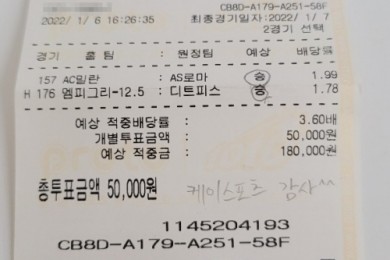 CB8D-A179-A251-58F
2022/ 1/ 6 16:26:35 최종경기일자:2022/ 1/ 7
2경기 선택
경기 홈팀 : 원정팀 예상 배당률
157 AC밀란 : AS로마 승 1.99
H 176 엠피그리-12.5 : 디트피스 승 1.78
예상 적중배당률 : 3.60배
개별투표금액 : 50,000원
예상 적중금 : 180,000원
총투표금액 50,000원 케이스포츠 감사^^
1145204193
CB8D-A179-A251-58F